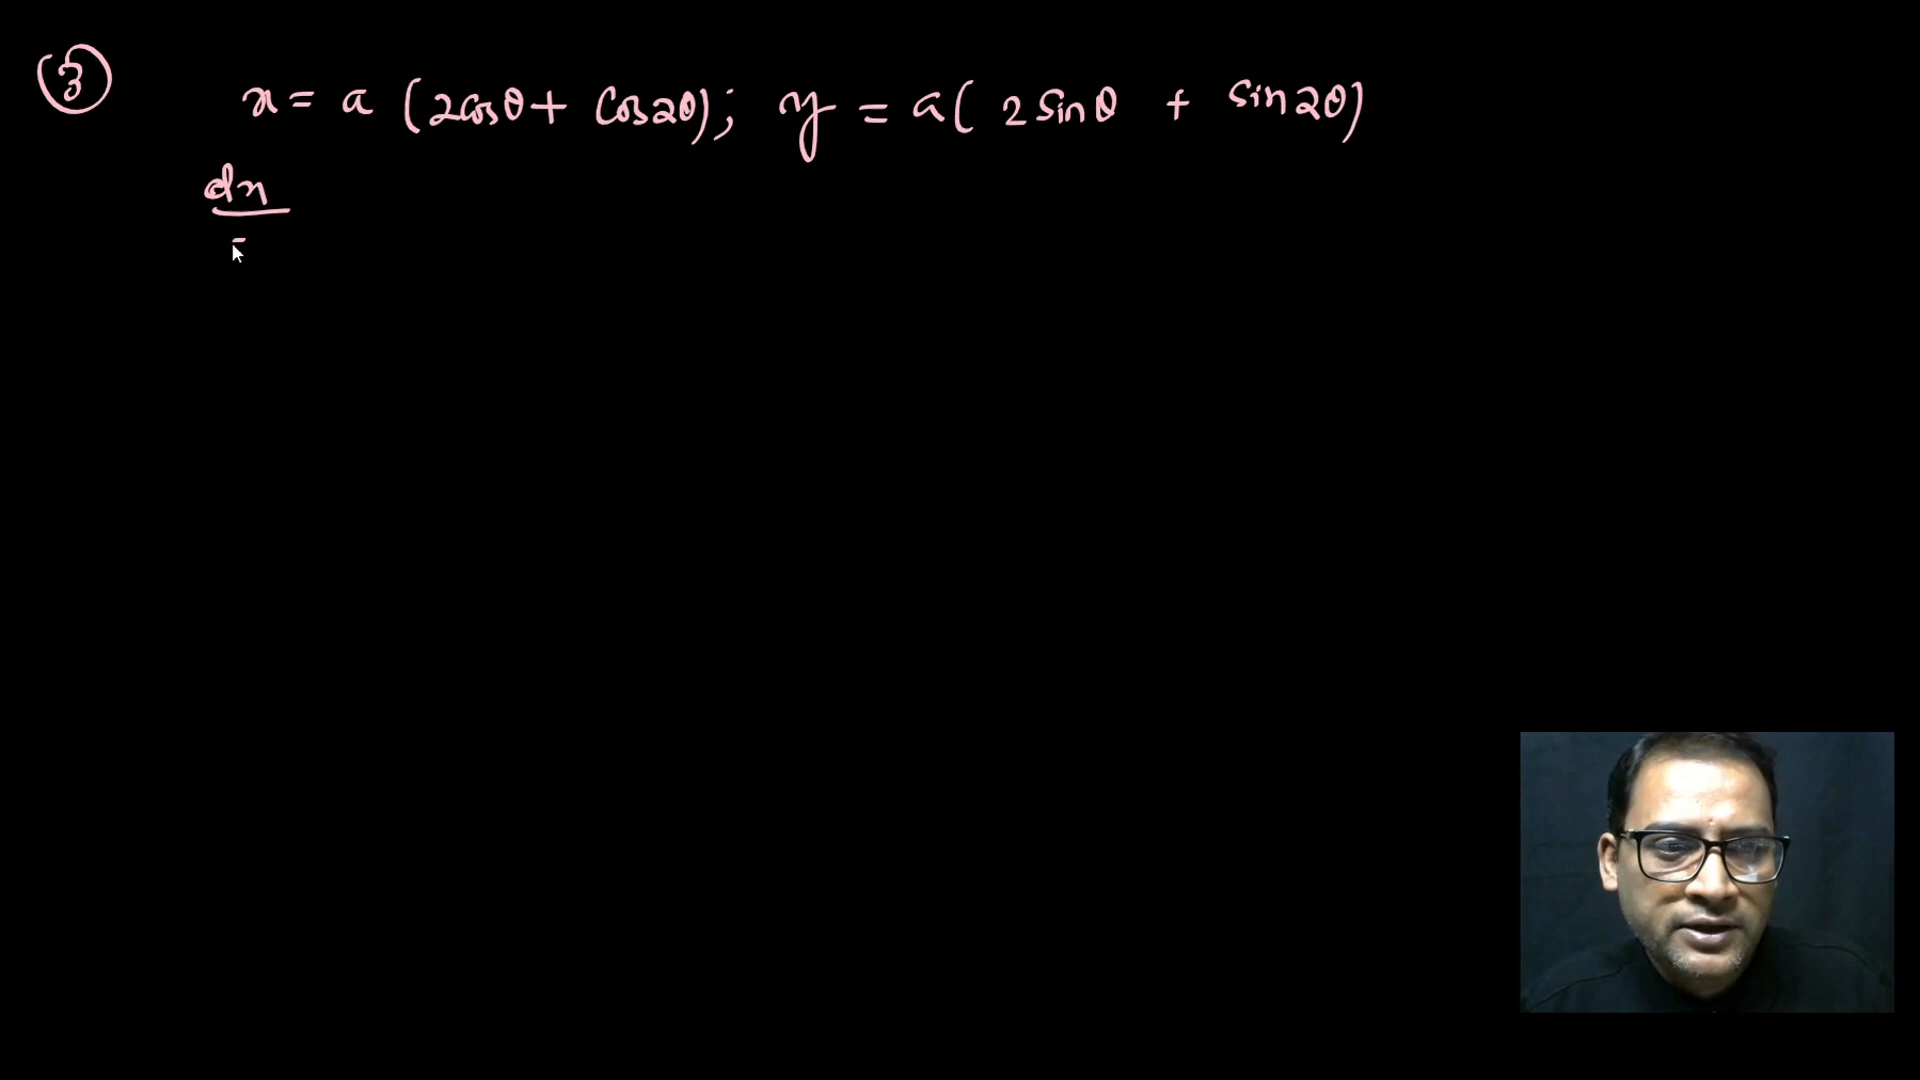 ③ x = a (2cosθ + cos2θ); y = a( 2sinθ + sin2θ)
dx